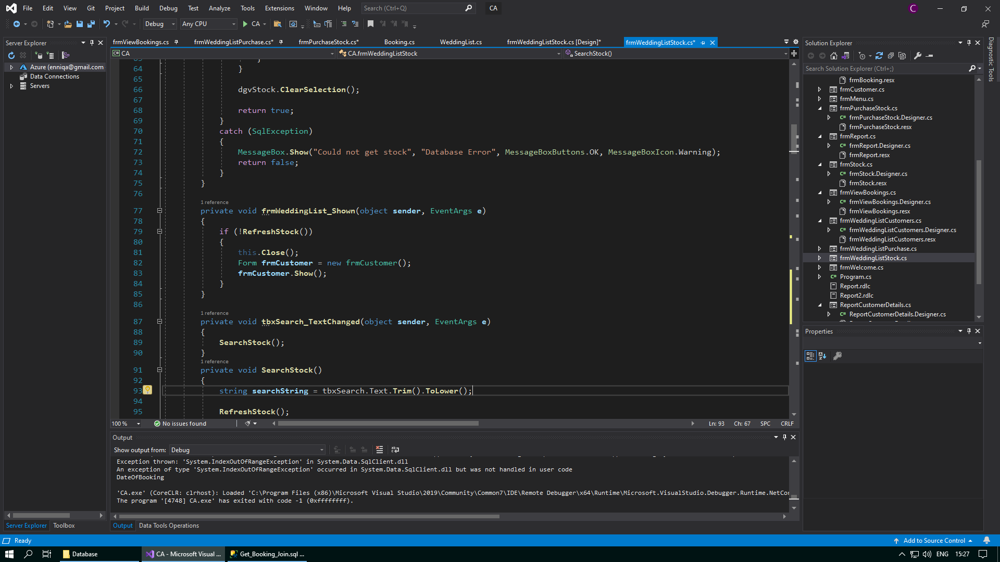 File Edit View Git Project Build Debug Test Analyze Tools Extensions Window Help Search (Ctrl+Q) CA C
Debug Any CPU CA
Server Explorer
Azure (enniqa@gmail.com
Data Connections
Servers
frmViewBookings.cs frmWeddingListPurchase.cs* frmPurchaseStock.cs* Booking.cs WeddingList.cs frmWeddingListStock.cs [Design]* frmWeddingListStock.cs*
CA CA.frmWeddingListStock SearchStock()
64 }
65
66 dgvStock.ClearSelection();
67
68 return true;
69 }
70 catch (SqlException)
71 {
72 MessageBox.Show("Could not get stock", "Database Error", MessageBoxButtons.OK, MessageBoxIcon.Warning);
73 return false;
74 }
75 }
76
1 reference
77 private void frmWeddingList_Shown(object sender, EventArgs e)
78 {
79 if (!RefreshStock())
80 {
81 this.Close();
82 Form frmCustomer = new frmCustomer();
83 frmCustomer.Show();
84 }
85 }
86
1 reference
87 private void tbxSearch_TextChanged(object sender, EventArgs e)
88 {
89 SearchStock();
90 }
1 reference
91 private void SearchStock()
92 {
93 string searchString = tbxSearch.Text.Trim().ToLower();
94
95 RefreshStock();
100 % No issues found Ln: 93 Ch: 67 SPC CRLF
Output
Show output from: Debug
Exception thrown: 'System.IndexOutOfRangeException' in System.Data.SqlClient.dll
An exception of type 'System.IndexOutOfRangeException' occurred in System.Data.SqlClient.dll but was not handled in user code
DateOfBooking
'CA.exe' (CoreCLR: clrhost): Loaded 'C:\Program Files (x86)\Microsoft Visual Studio\2019\Community\Common7\IDE\Remote Debugger\x64\Runtime\Microsoft.VisualStudio.Debugger.Runtime.NetCor
The program '[4748] CA.exe' has exited with code -1 (0xffffffff).
Server Explorer Toolbox
Output Data Tools Operations
Solution Explorer
Search Solution Explorer (Ctrl+;)
frmBooking.resx
frmCustomer.cs
frmMenu.cs
frmPurchaseStock.cs
frmPurchaseStock.Designer.cs
frmPurchaseStock.resx
frmReport.cs
frmReport.Designer.cs
frmReport.resx
frmStock.cs
frmStock.Designer.cs
frmStock.resx
frmViewBookings.cs
frmViewBookings.Designer.cs
frmViewBookings.resx
frmWeddingListCustomers.cs
frmWeddingListCustomers.Designer.cs
frmWeddingListCustomers.resx
frmWeddingListPurchase.cs
frmWeddingListStock.cs
frmWelcome.cs
Program.cs
Report.rdlc
Report2.rdlc
ReportCustomerDetails.cs
ReportCustomerDetails.Designer.cs
Properties
Diagnostic Tools
Ready Add to Source Control
Database CA - Microsoft Visual ... Get_Booking_Join.sql ... ENG 15:27